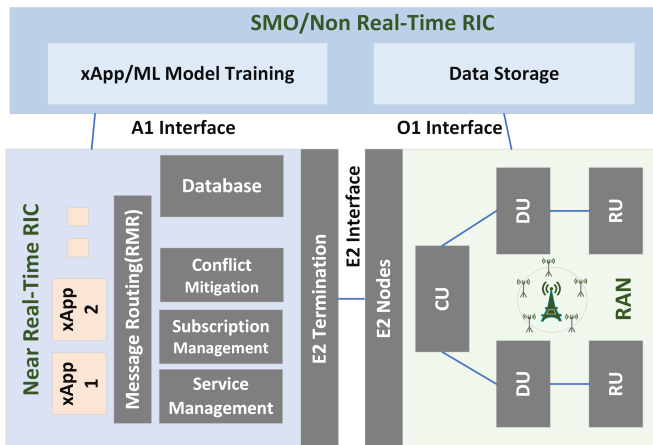 SMO/Non Real-Time RIC
xApp/ML Model Training
Data Storage
A1 Interface
O1 Interface
Near Real-Time RIC
xApp
2
xApp
1
Message Routing(RMR)
Database
Conflict
Mitigation
Subscription
Management
Service
Management
E2 Termination
E2 Interface
E2 Nodes
CU
DU
RU
DU
RU
RAN